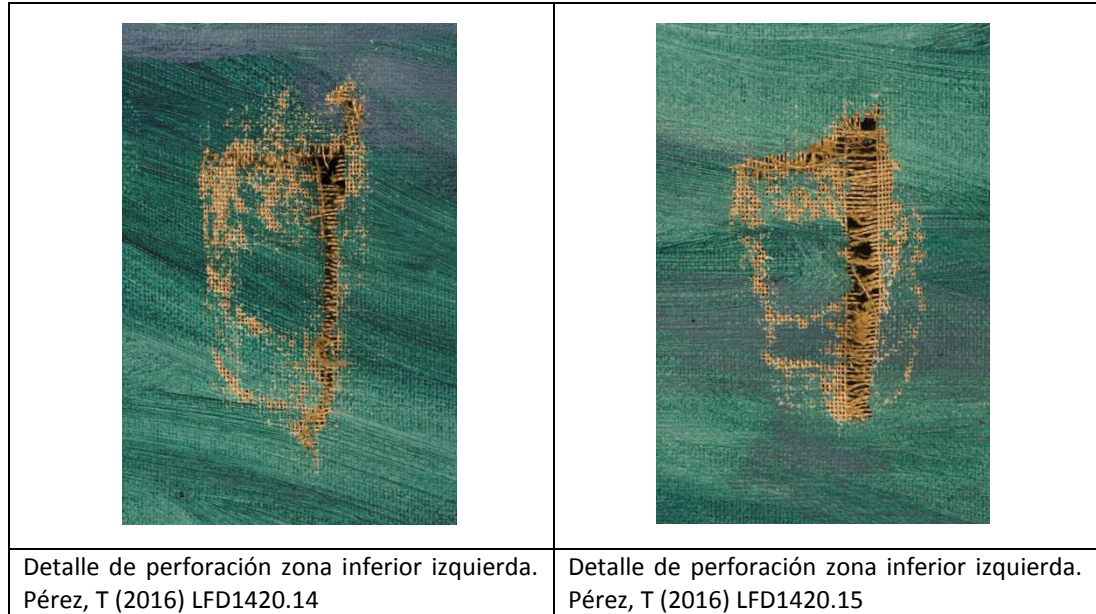 Detalle de perforación zona inferior izquierda.
Pérez, T (2016) LFD1420.14
Detalle de perforación zona inferior izquierda.
Pérez, T (2016) LFD1420.15